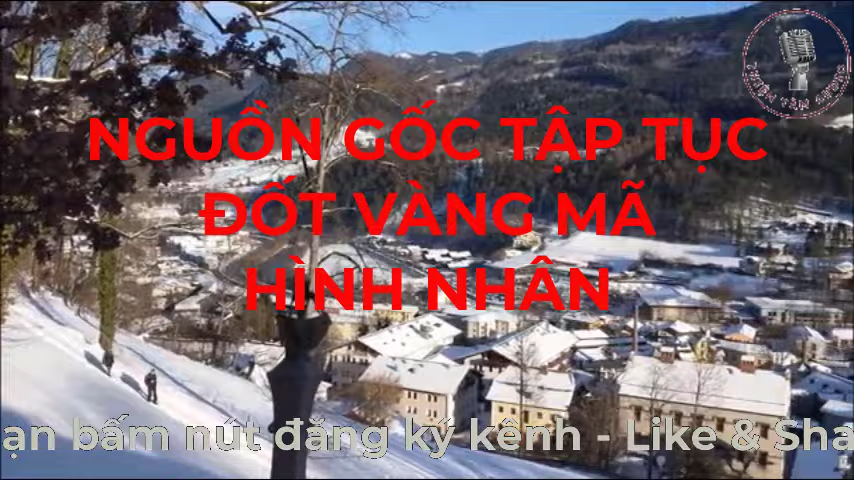 NGUỒN GỐC TẬP TỤC
ĐỐT VÀNG MÃ
HÌNH NHÂN
ạn bấm nút đăng ký kênh - Like & Sha